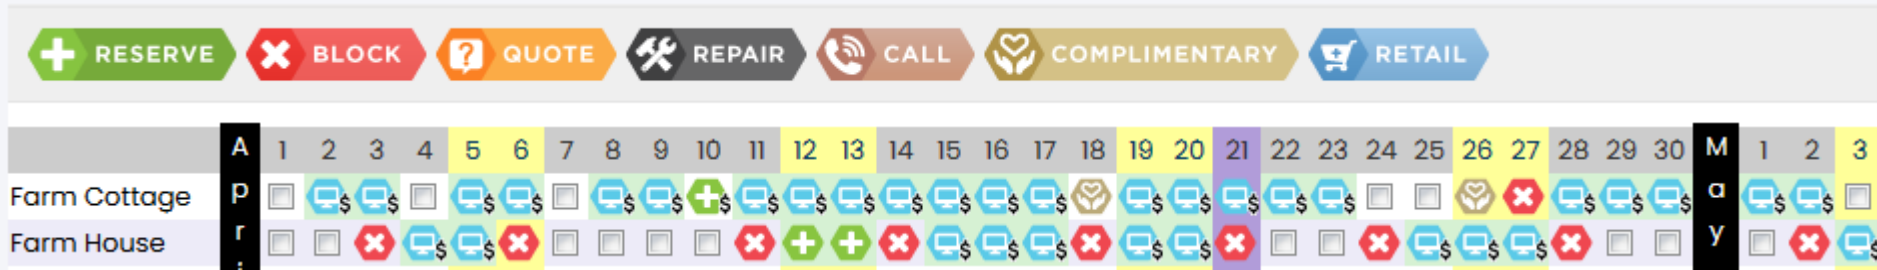 RESERVE BLOCK QUOTE REPAIR CALL COMPLIMENTARY RETAIL
A 1 2 3 4 5 6 7 8 9 10 11 12 13 14 15 16 17 18 19 20 21 22 23 24 25 26 27 28 29 30 M 1 2 3
Farm Cottage p $ $ $ $ $ $ $ $ $ $ $ $ $ $ $ $ $ $ $ $ $ $ a $ $
Farm House r $ $ $ $ $ $ $ $ $ $ y $
i